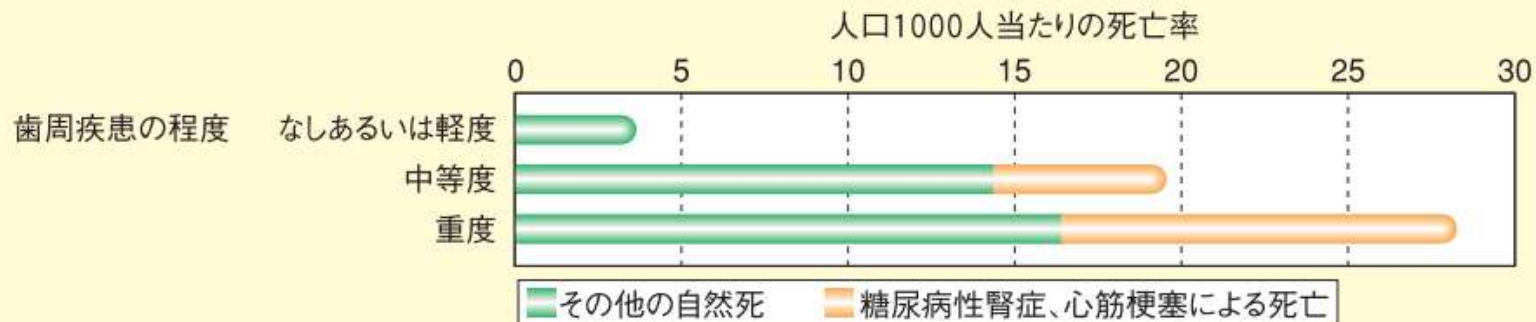 人口1000人当たりの死亡率
0 5 10 15 20 25 30
歯周疾患の程度 なしあるいは軽度
中等度
重度
その他の自然死 糖尿病性腎症、心筋梗塞による死亡